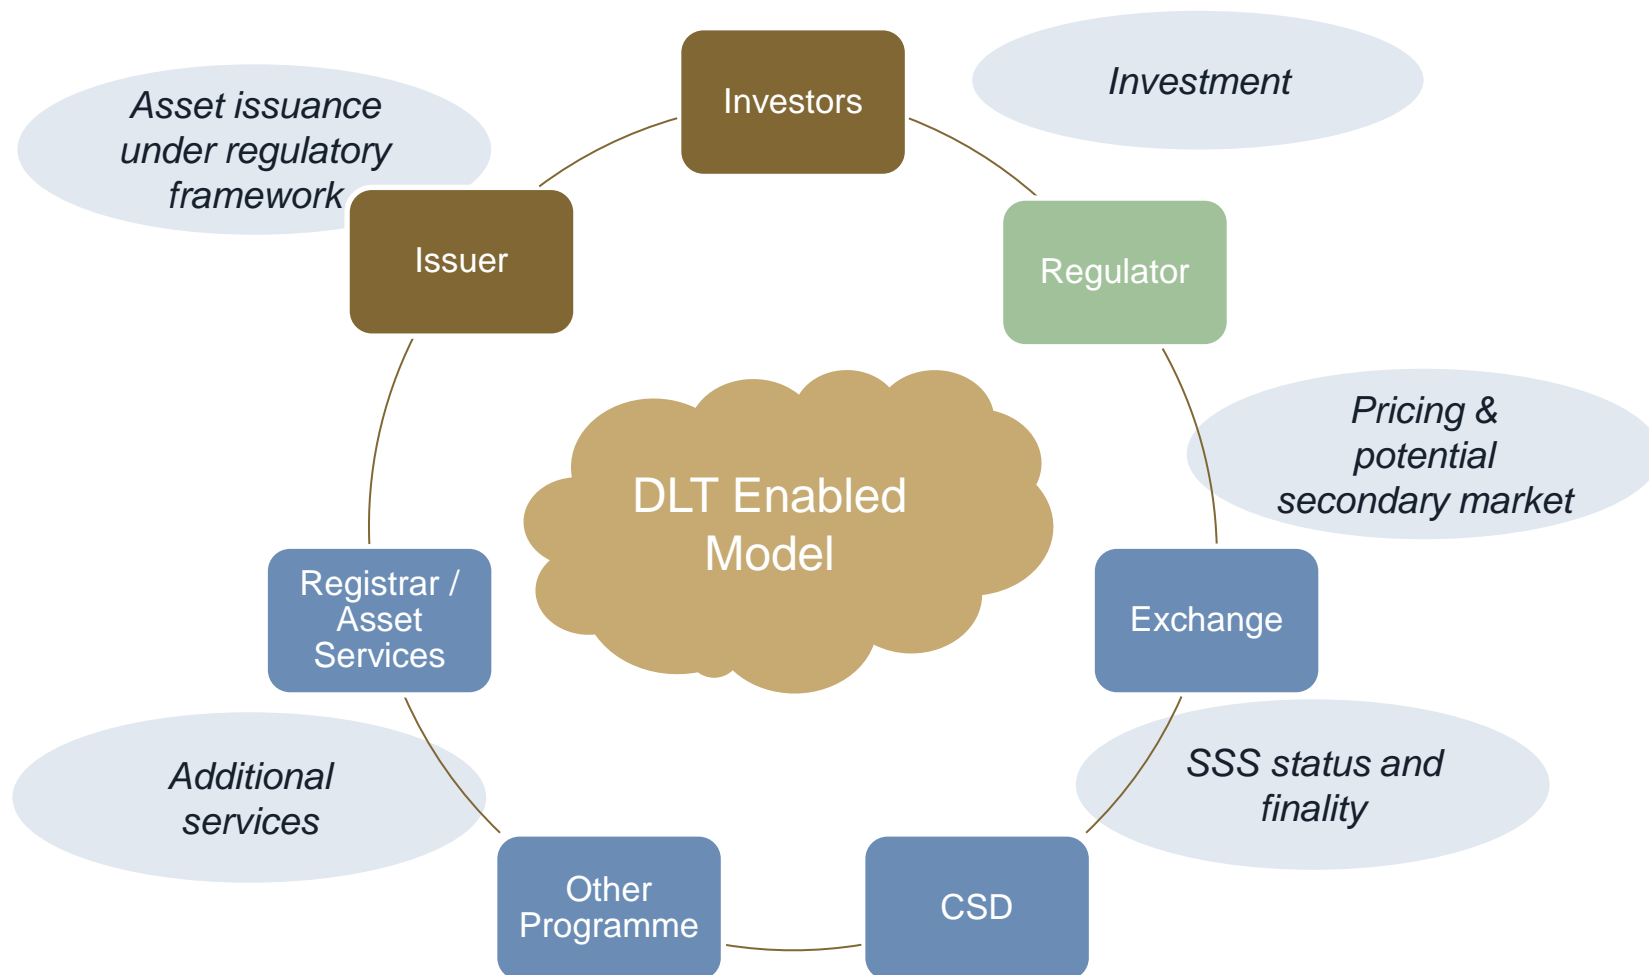 Investors
Investment
Asset issuance
under regulatory
framework
Issuer
Regulator
Pricing &
potential
secondary market
DLT Enabled
Model
Registrar /
Asset
Services
Exchange
Additional
services
SSS status and
finality
Other
Programme
CSD